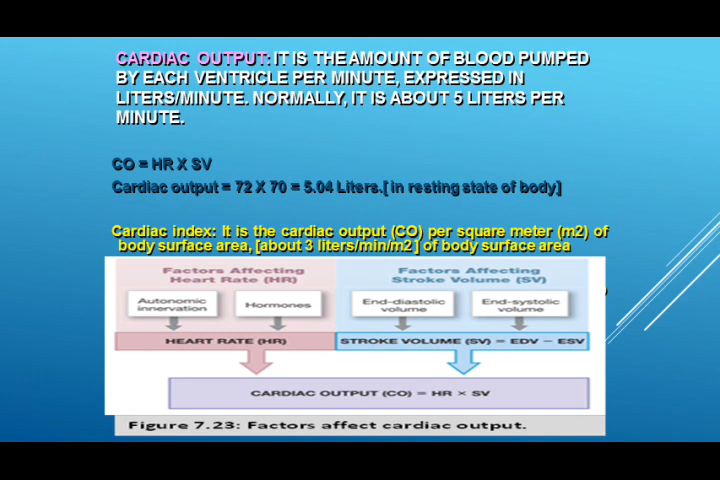 CARDIAC OUTPUT: IT IS THE AMOUNT OF BLOOD PUMPED
BY EACH VENTRICLE PER MINUTE, EXPRESSED IN
LITERS/MINUTE. NORMALLY, IT IS ABOUT 5 LITERS PER
MINUTE.
CO = HR X SV
Cardiac output = 72 X 70 = 5.04 Liters.[ in resting state of body]
Cardiac index: It is the cardiac output (CO) per square meter (m2) of
body surface area, [about 3 liters/min/m2 ] of body surface area
Factors Affecting
Heart Rate (HR)
Factors Affecting
Stroke Volume (SV)
Autonomic
innervation
Hormones
End-diastolic
volume
End-systolic
volume
HEART RATE (HR)
STROKE VOLUME (SV) = EDV − ESV
CARDIAC OUTPUT (CO) = HR × SV
Figure 7.23: Factors affect cardiac output.